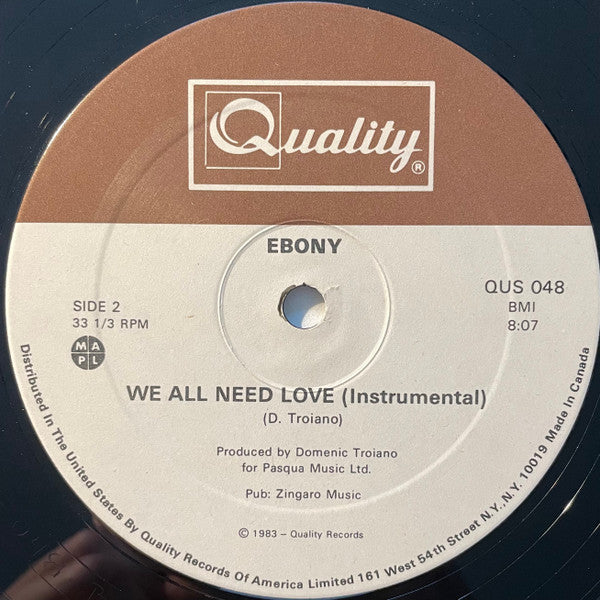 Quality®
EBONY
SIDE 2
33 1/3 RPM
QUS 048
BMI
8:07
M A
P L
WE ALL NEED LOVE (Instrumental)
(D. Troiano)
Produced by Domenic Troiano
for Pasqua Music Ltd.
Pub: Zingaro Music
© 1983 – Quality Records
Distributed In The United States By Quality Records Of America Limited 161 West 54th Street N.Y., N.Y. 10019 Made In Canada